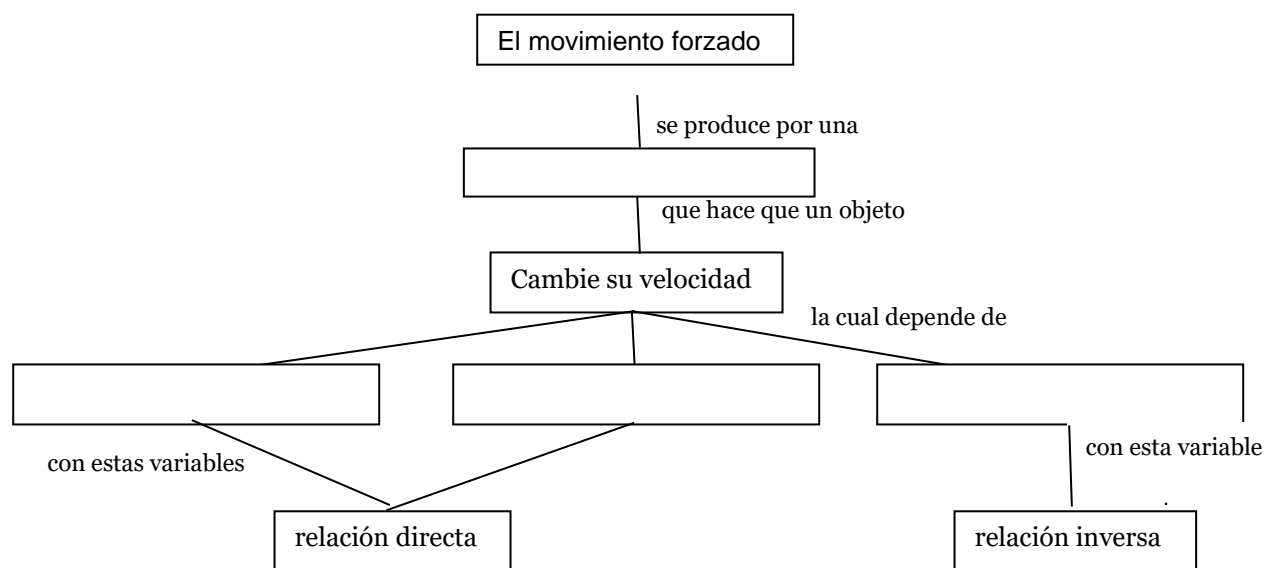 El movimiento forzado
se produce por una
que hace que un objeto
Cambie su velocidad
la cual depende de
con estas variables
con esta variable
.
relación directa
relación inversa